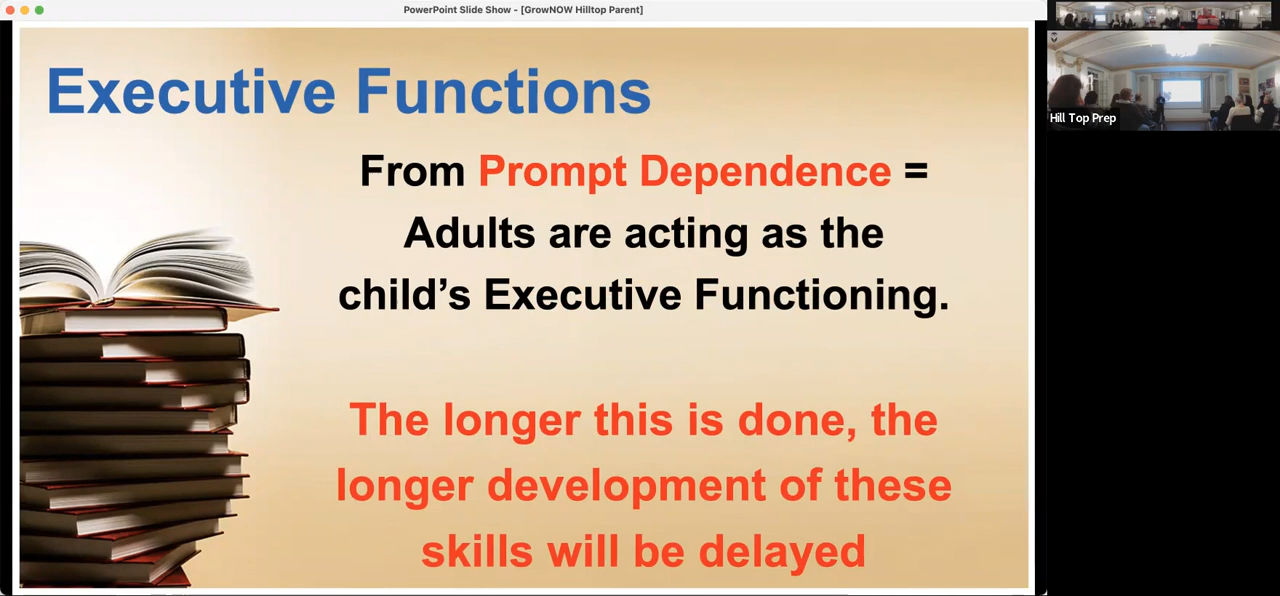 PowerPoint Slide Show - [GrowNOW Hilltop Parent]
Executive Functions
From Prompt Dependence =
Adults are acting as the
child’s Executive Functioning.
The longer this is done, the
longer development of these
skills will be delayed
Hill Top Prep